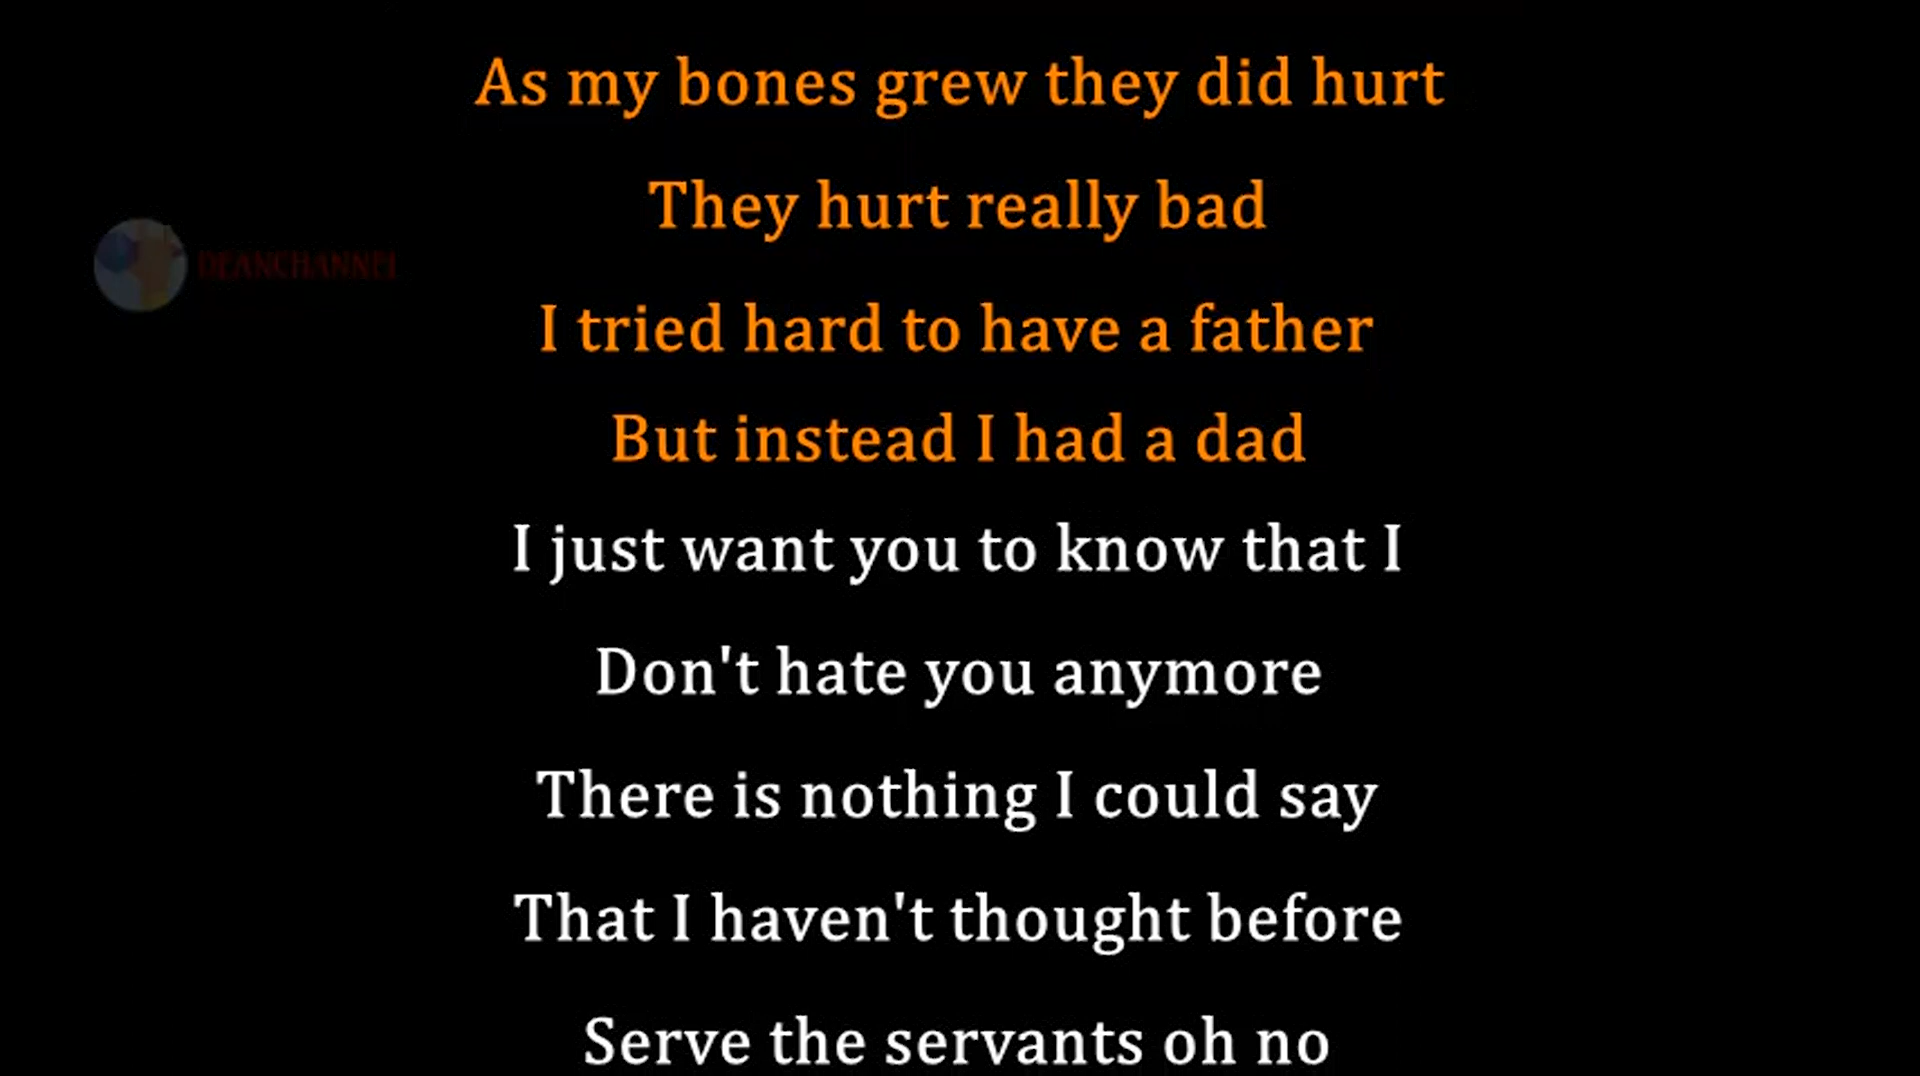 As my bones grew they did hurt
They hurt really bad
DEANCHANNEL
I tried hard to have a father
But instead I had a dad
I just want you to know that I
Don't hate you anymore
There is nothing I could say
That I haven't thought before
Serve the servants oh no